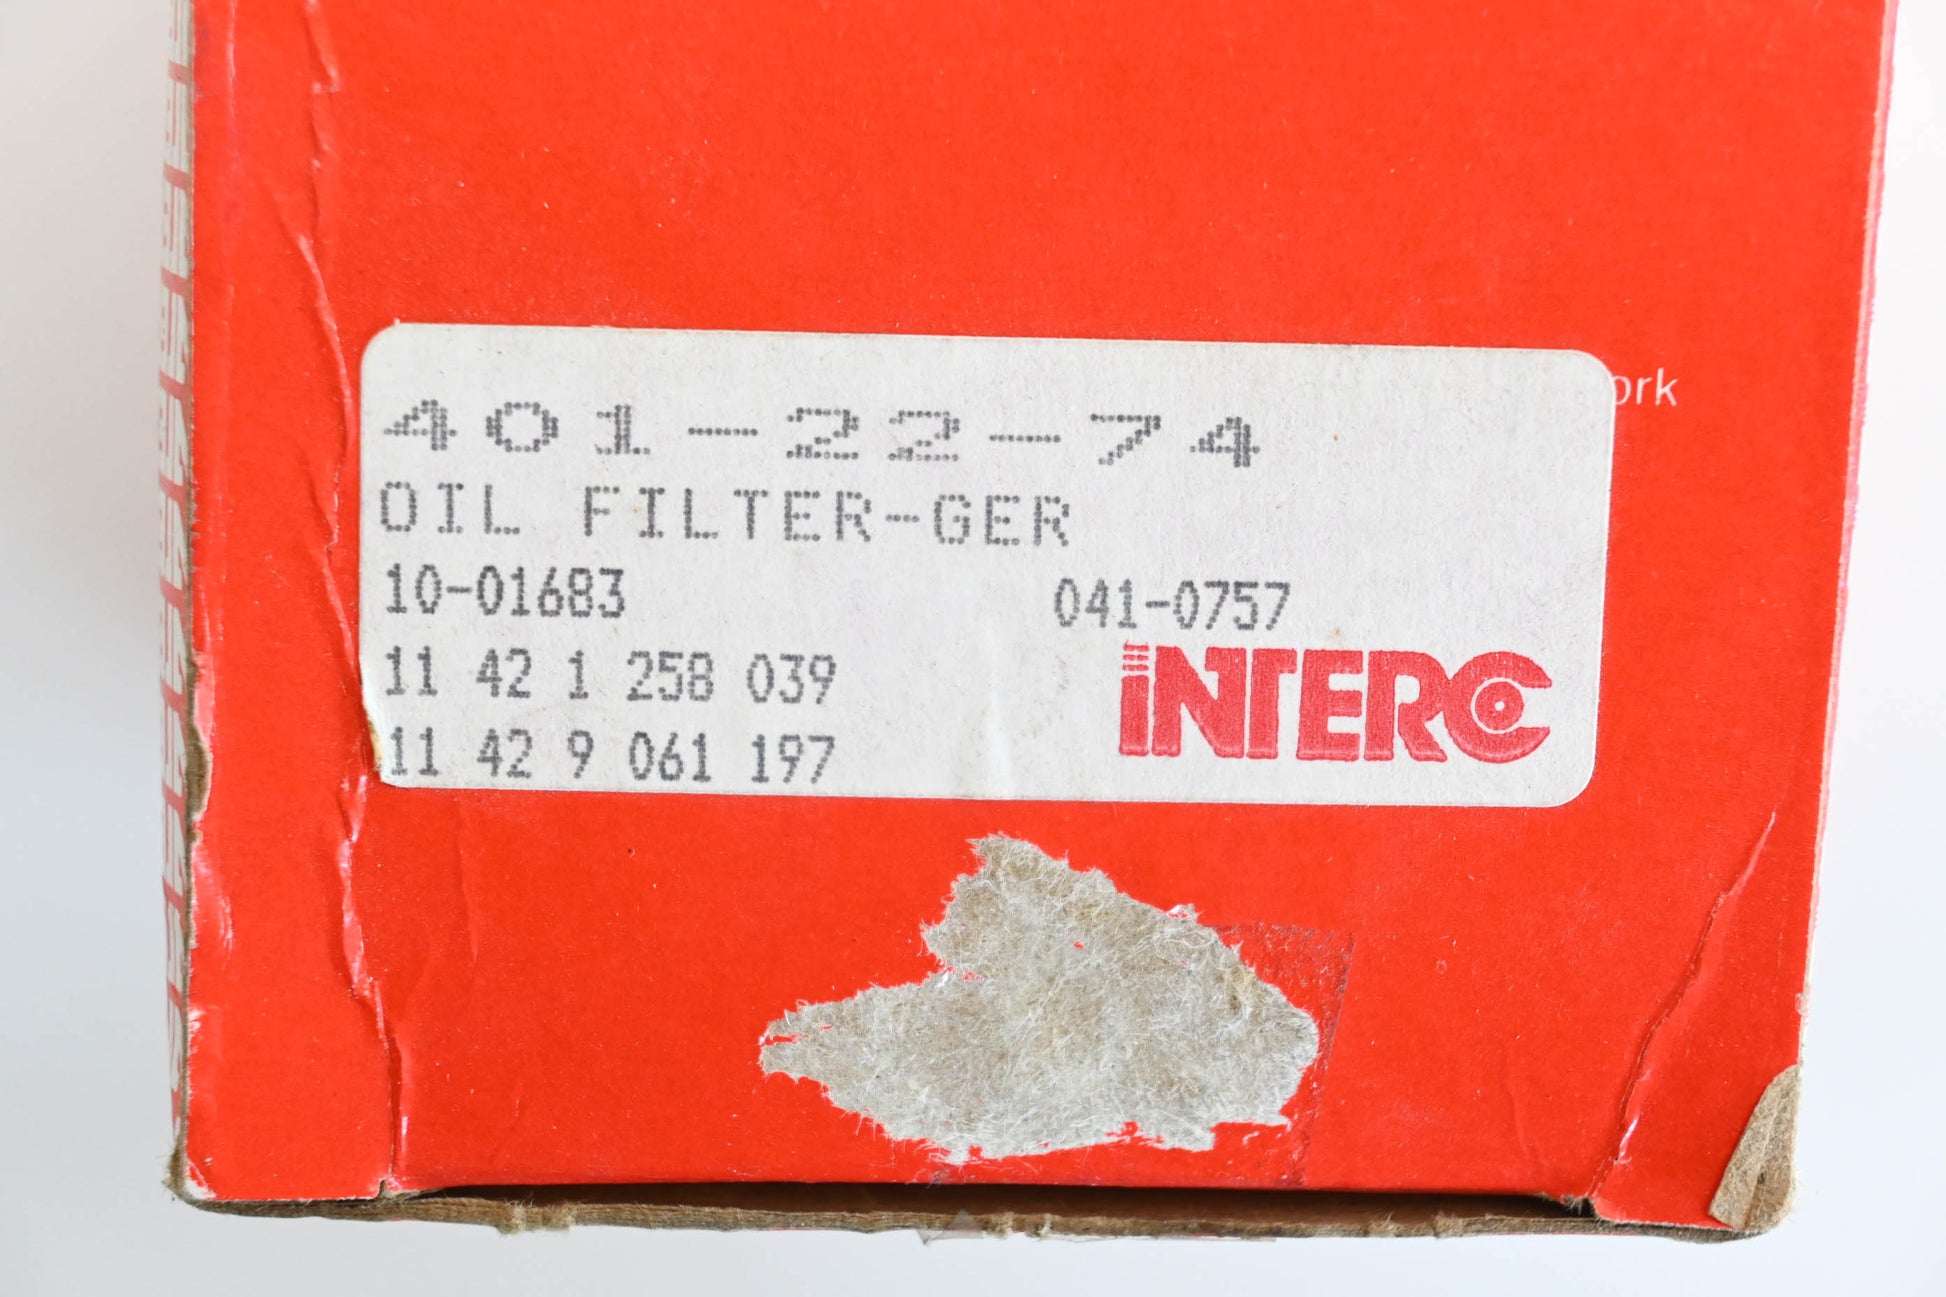 401-22-74
OIL FILTER-GER
10-01683 041-0757
11 42 1 258 039
11 42 9 061 197
INTERCO